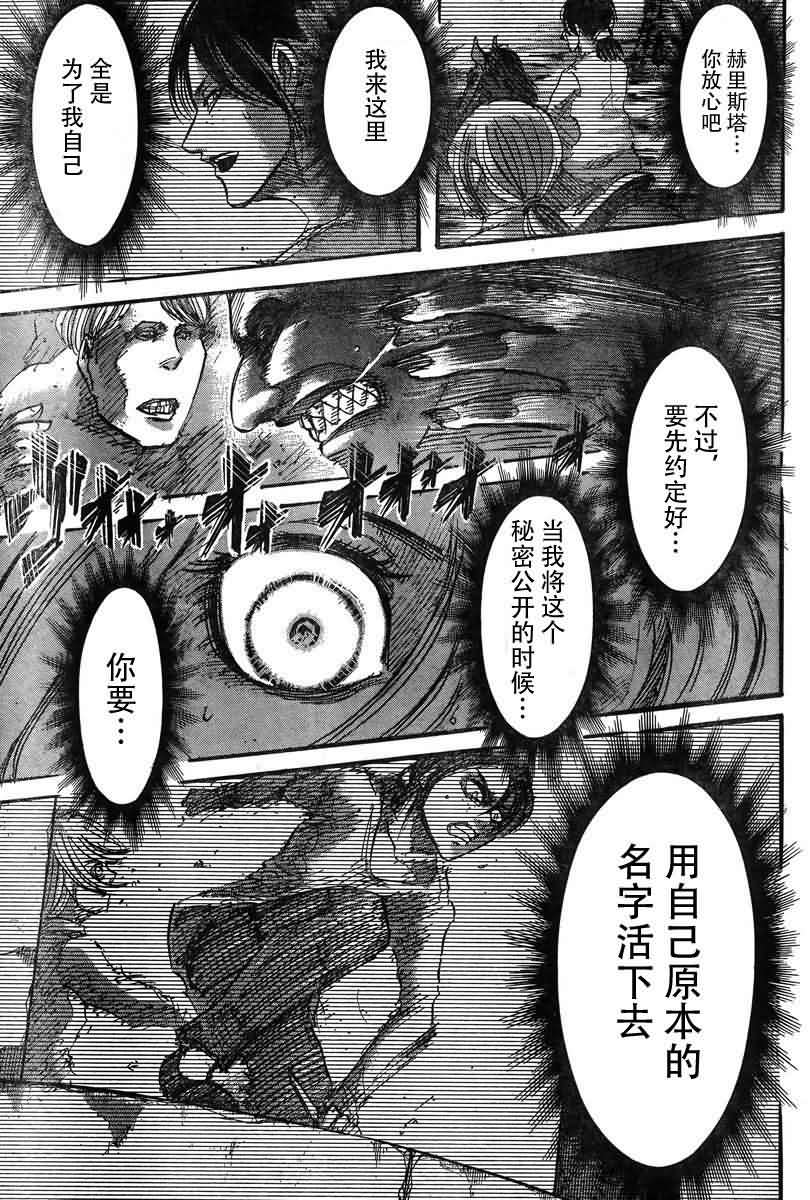 赫里斯塔…
你放心吧
我来这里
全是
为了我自己
不过,
要先约定好…
当我将这个
秘密公开的
时候…
你要…
用自己原本的
名字活下去